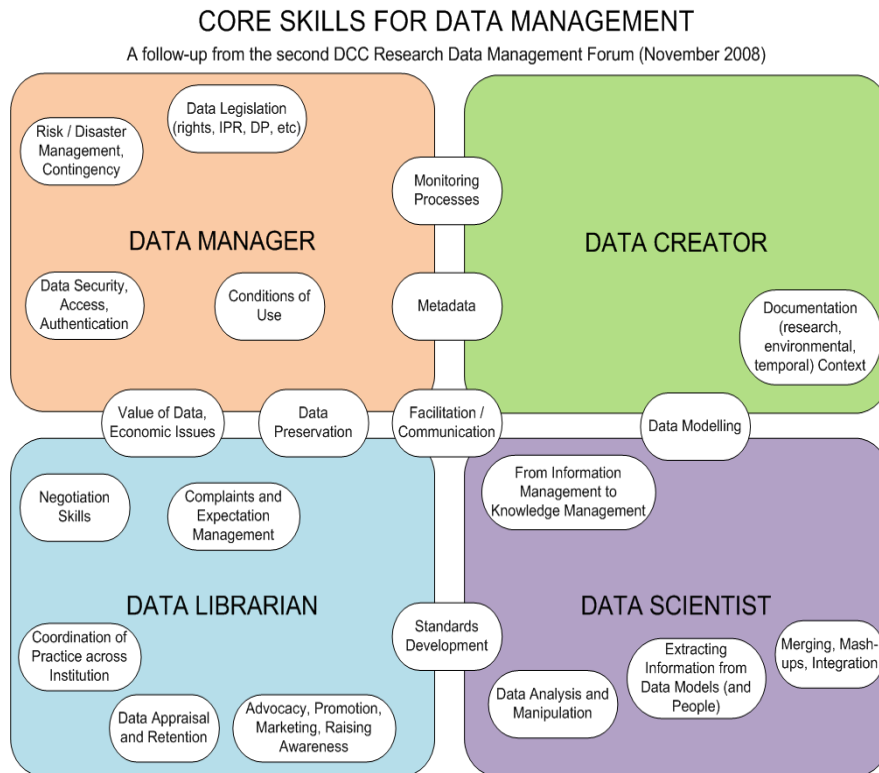 CORE SKILLS FOR DATA MANAGEMENT
A follow-up from the second DCC Research Data Management Forum (November 2008)
Data Legislation
(rights, IPR, DP, etc)
Risk / Disaster
Management,
Contingency
Monitoring
Processes
DATA MANAGER
DATA CREATOR
Data Security,
Access,
Authentication
Conditions of
Use
Metadata
Documentation
(research,
environmental,
temporal) Context
Value of Data,
Economic Issues
Data
Preservation
Facilitation /
Communication
Data Modelling
Negotiation
Skills
Complaints and
Expectation
Management
From Information
Management to
Knowledge Management
DATA LIBRARIAN
DATA SCIENTIST
Coordination of
Practice across
Institution
Standards
Development
Merging, Mash-
ups, Integration
Extracting
Information from
Data Models (and
People)
Data Analysis and
Manipulation
Data Appraisal
and Retention
Advocacy, Promotion,
Marketing, Raising
Awareness